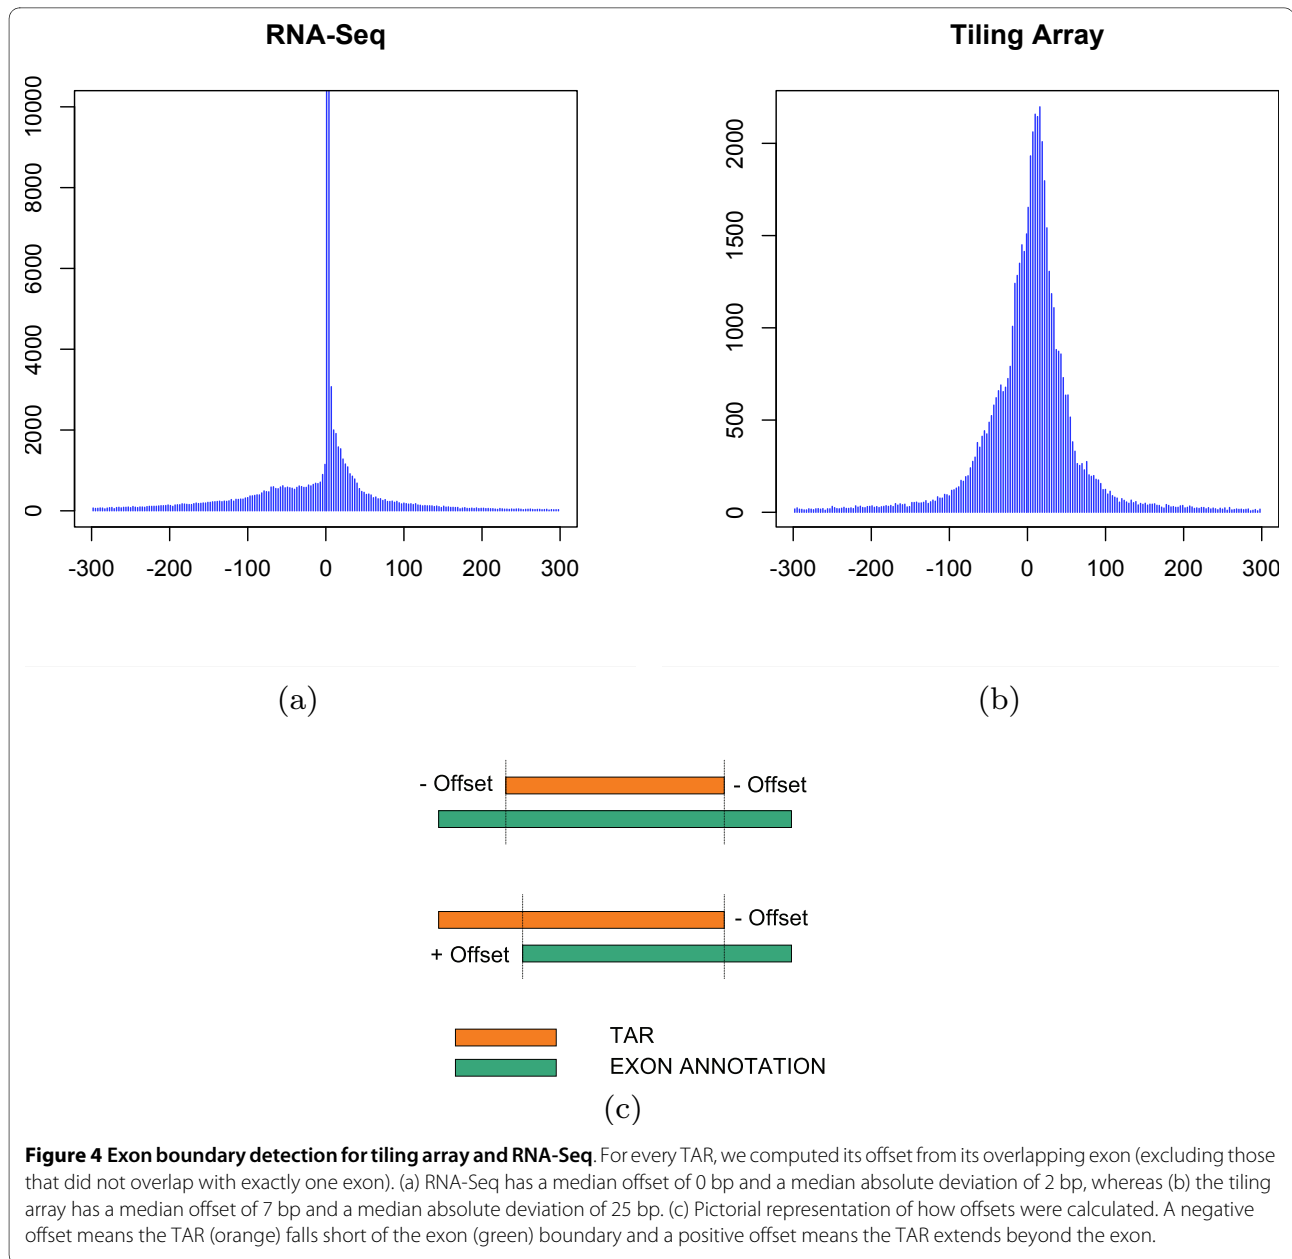 RNA-Seq
Tiling Array
10000
8000
6000
4000
2000
0
-300 -200 -100 0 100 200 300
2000
1500
1000
500
0
-300 -200 -100 0 100 200 300
(a)
(b)
- Offset
- Offset
- Offset
+ Offset
TAR
EXON ANNOTATION
(c)
Figure 4 Exon boundary detection for tiling array and RNA-Seq. For every TAR, we computed its offset from its overlapping exon (excluding those
that did not overlap with exactly one exon). (a) RNA-Seq has a median offset of 0 bp and a median absolute deviation of 2 bp, whereas (b) the tiling
array has a median offset of 7 bp and a median absolute deviation of 25 bp. (c) Pictorial representation of how offsets were calculated. A negative
offset means the TAR (orange) falls short of the exon (green) boundary and a positive offset means the TAR extends beyond the exon.